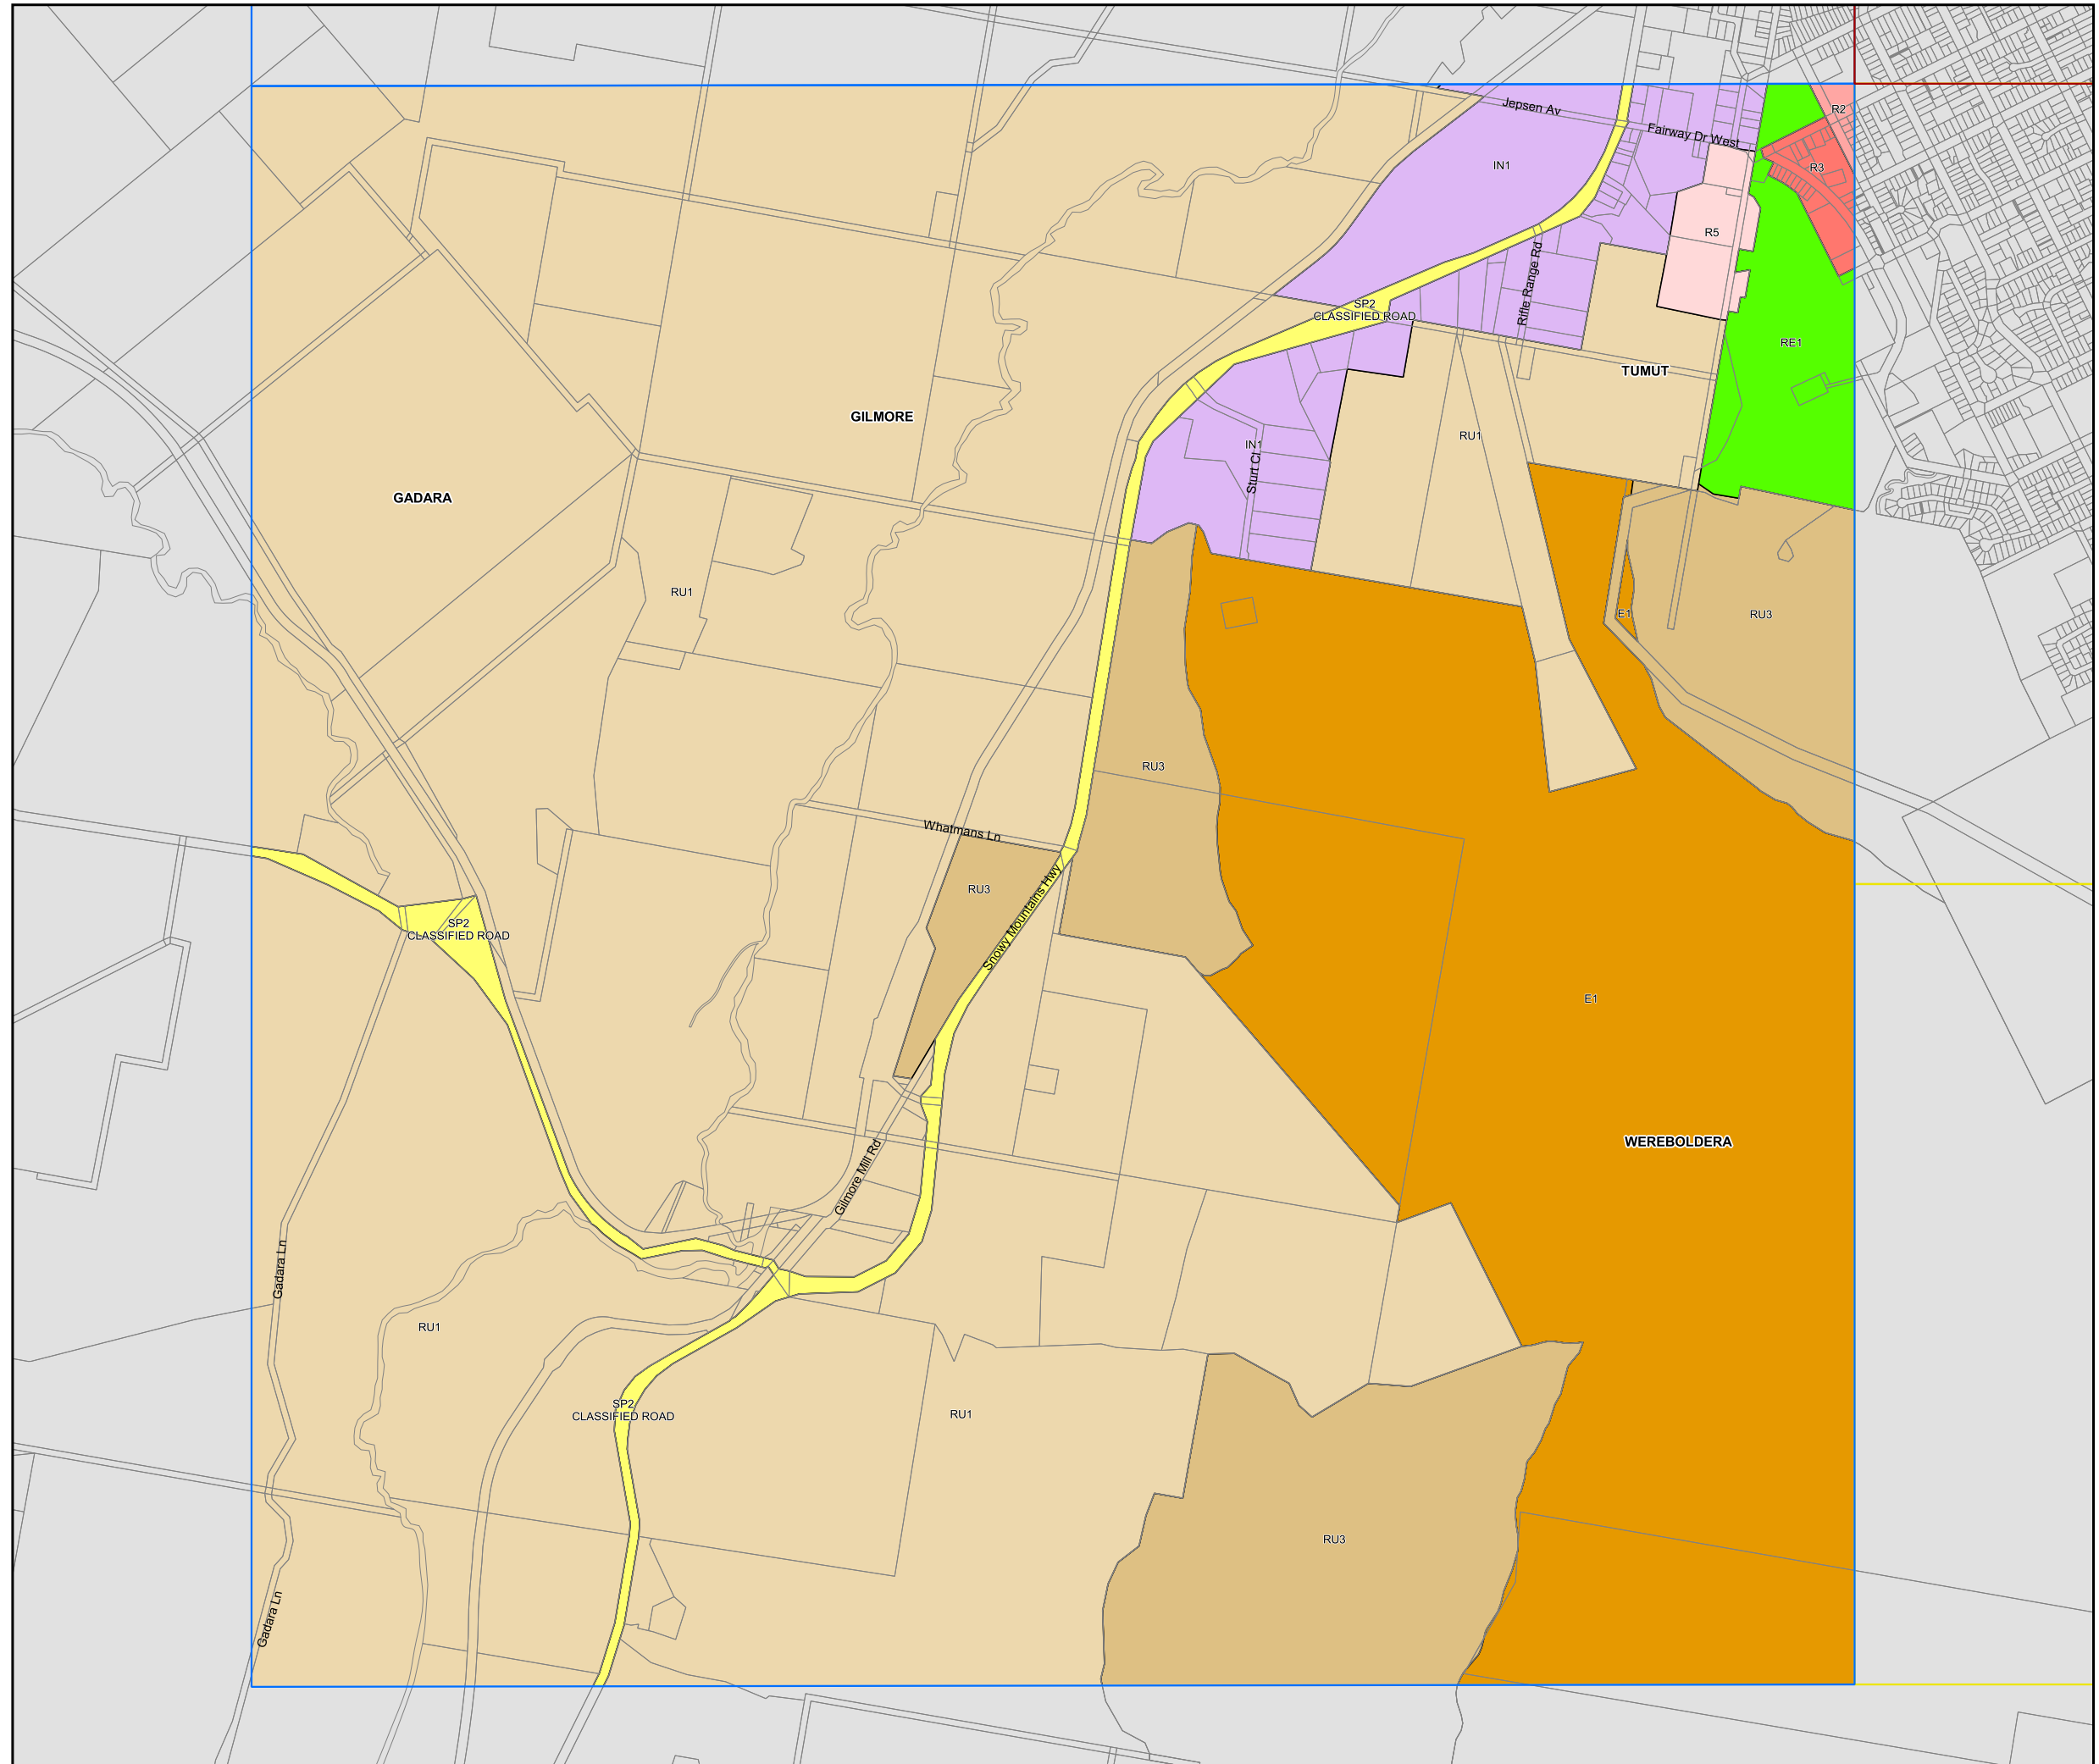 Jepsen Av
R2
Fairway Dr West
IN1
R3
R5
Rifle Range Rd
SP2
CLASSIFIED ROAD
RE1
TUMUT
GILMORE
RU1
IN1
Sturt Cl
GADARA
RU1
E1
RU3
RU3
Whatmans Ln
RU3
Snowy Mountains Hwy
SP2
CLASSIFIED ROAD
E1
WEREBOLDERA
Gilmore Mill Rd
Gadara Ln
RU1
SP2
CLASSIFIED ROAD
RU1
RU3
Gadara Ln